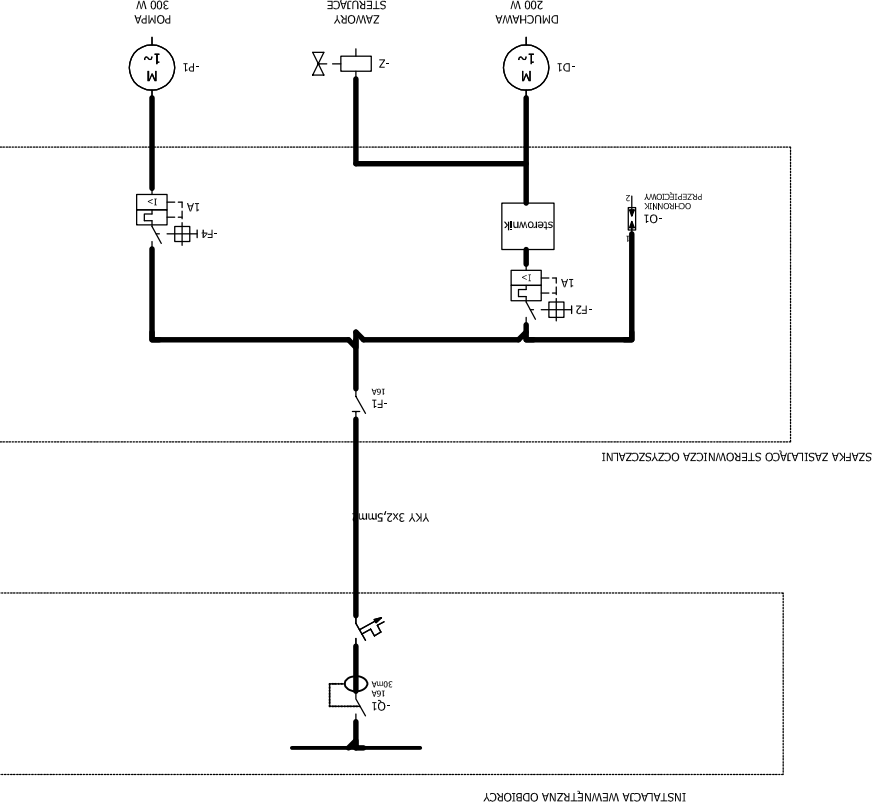 INSTALACJA WEWNĘTRZNA ODBIORCY
-Q1
16A
30mA
YKY 3x2,5mm2
SZAFKA ZASILAJĄCO STEROWNICZA OCZYSZCZALNI
-F1
16A
-F2
1A
I>
sterownik
1
-O1
OCHRONNIK
PRZEPIĘCIOWY
2
-F4
1A
I>
-D1
M
1~
DMUCHAWA
200 W
-Z
ZAWORY
STERUJĄCE
-P1
M
1~
POMPA
300 W